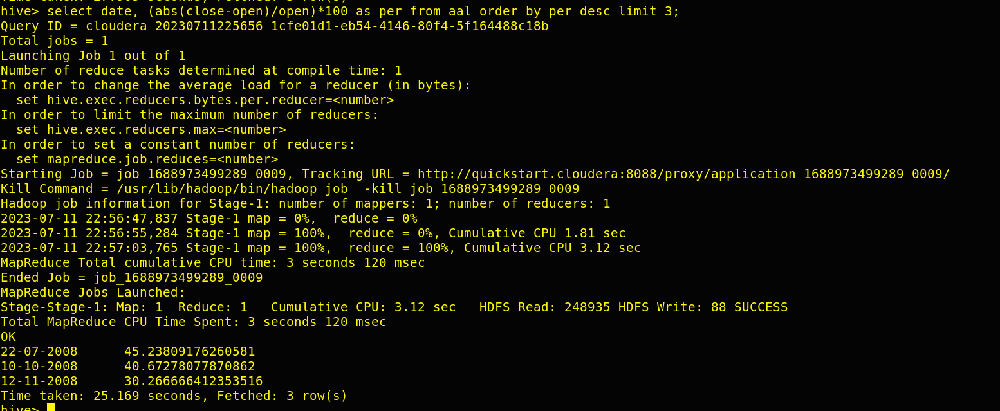 hive> select date, (abs(close-open)/open)*100 as per from aal order by per desc limit 3;
Query ID = cloudera_20230711225656_1cfe01d1-eb54-4146-80f4-5f164488c18b
Total jobs = 1
Launching Job 1 out of 1
Number of reduce tasks determined at compile time: 1
In order to change the average load for a reducer (in bytes):
  set hive.exec.reducers.bytes.per.reducer=<number>
In order to limit the maximum number of reducers:
  set hive.exec.reducers.max=<number>
In order to set a constant number of reducers:
  set mapreduce.job.reduces=<number>
Starting Job = job_1688973499289_0009, Tracking URL = http://quickstart.cloudera:8088/proxy/application_1688973499289_0009/
Kill Command = /usr/lib/hadoop/bin/hadoop job  -kill job_1688973499289_0009
Hadoop job information for Stage-1: number of mappers: 1; number of reducers: 1
2023-07-11 22:56:47,837 Stage-1 map = 0%,  reduce = 0%
2023-07-11 22:56:55,284 Stage-1 map = 100%,  reduce = 0%, Cumulative CPU 1.81 sec
2023-07-11 22:57:03,765 Stage-1 map = 100%,  reduce = 100%, Cumulative CPU 3.12 sec
MapReduce Total cumulative CPU time: 3 seconds 120 msec
Ended Job = job_1688973499289_0009
MapReduce Jobs Launched:
Stage-Stage-1: Map: 1  Reduce: 1   Cumulative CPU: 3.12 sec   HDFS Read: 248935 HDFS Write: 88 SUCCESS
Total MapReduce CPU Time Spent: 3 seconds 120 msec
OK
22-07-2008      45.23809176260581
10-10-2008      40.67278077870862
12-11-2008      30.266666412353516
Time taken: 25.169 seconds, Fetched: 3 row(s)
hive>